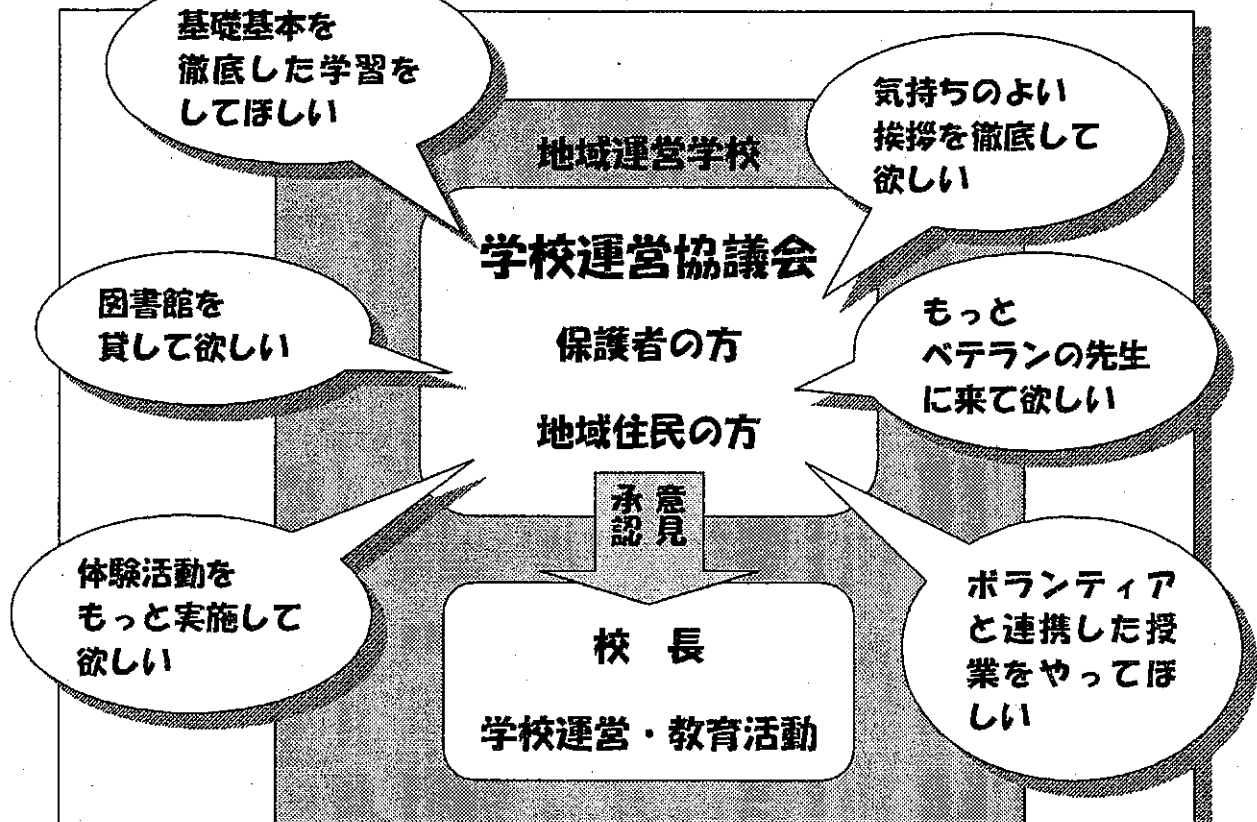 基礎基本を
徹底した学習を
してほしい
気持ちのよい
挨拶を徹底して
欲しい
地域運営学校
学校運営協議会
保護者の方
地域住民の方
図書館を
貸して欲しい
もっと
ベテランの先生
に来て欲しい
意見
承認
体験活動を
もっと実施して
欲しい
ボランティア
と連携した授
業をやってほ
しい
校 長
学校運営・教育活動